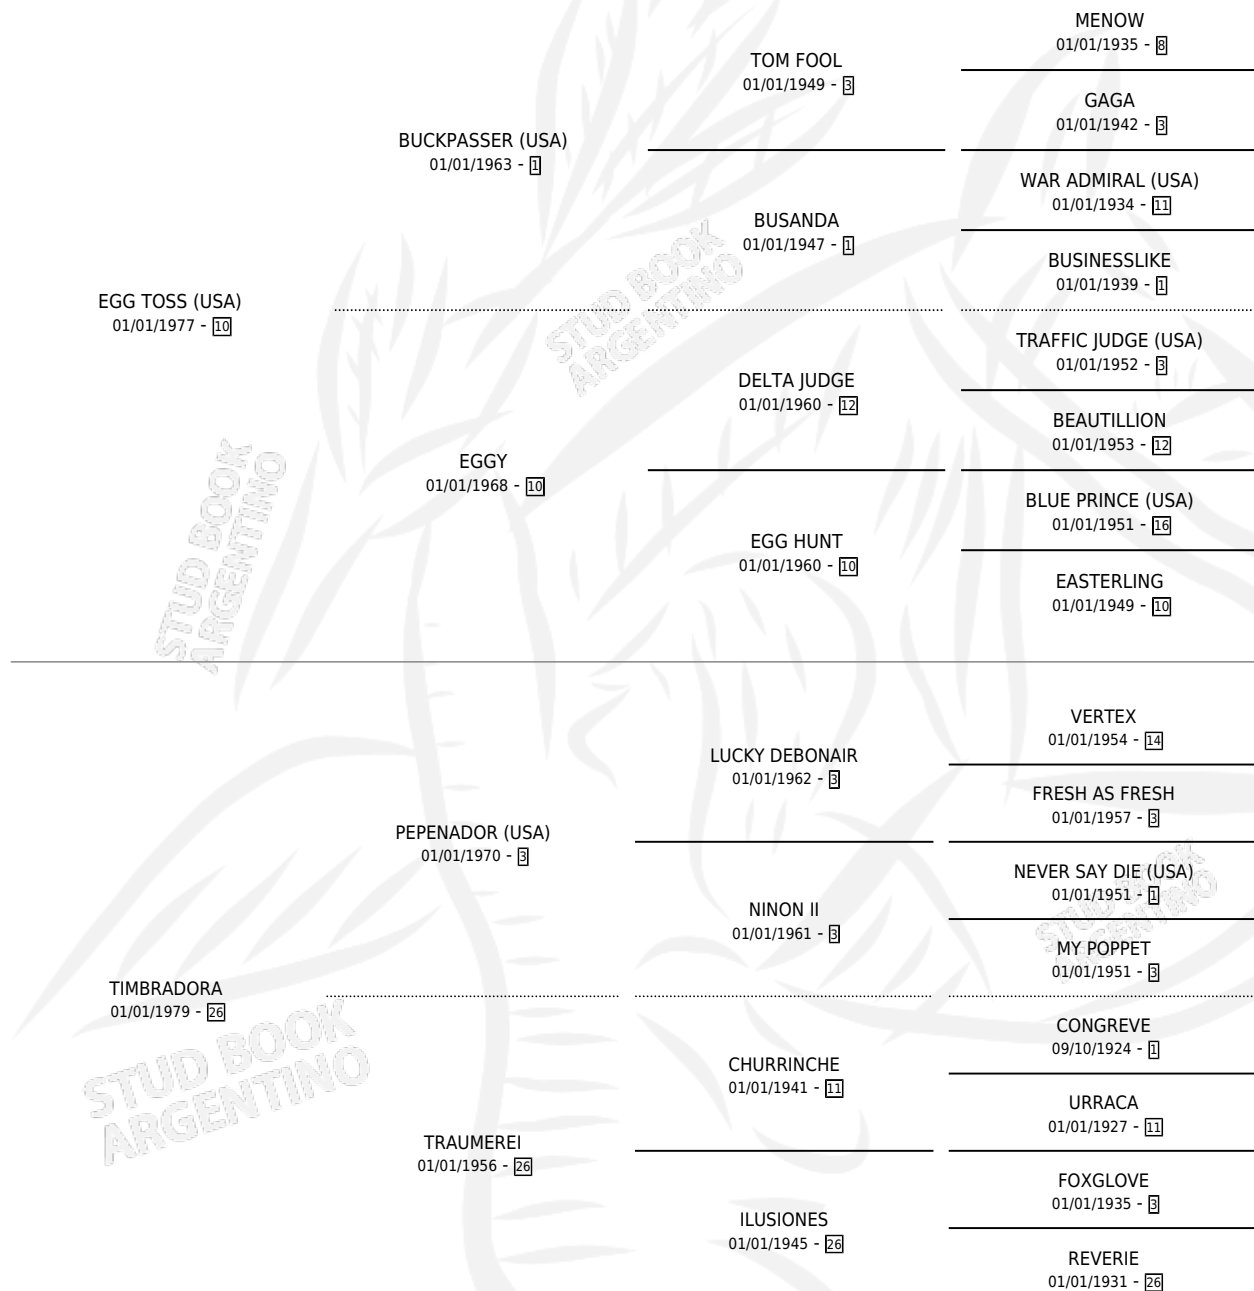 MENOW
01/01/1935 - 8
TOM FOOL
01/01/1949 - 3
GAGA
01/01/1942 - 3
BUCKPASSER (USA)
01/01/1963 - 1
WAR ADMIRAL (USA)
01/01/1934 - 11
BUSANDA
01/01/1947 - 1
BUSINESSLIKE
01/01/1939 - 1
EGG TOSS (USA)
01/01/1977 - 10
TRAFFIC JUDGE (USA)
01/01/1952 - 3
DELTA JUDGE
01/01/1960 - 12
BEAUTILLION
01/01/1953 - 12
EGGY
01/01/1968 - 10
BLUE PRINCE (USA)
01/01/1951 - 16
EGG HUNT
01/01/1960 - 10
EASTERLING
01/01/1949 - 10
VERTEX
01/01/1954 - 14
LUCKY DEBONAIR
01/01/1962 - 3
FRESH AS FRESH
01/01/1957 - 3
PEPENADOR (USA)
01/01/1970 - 3
NEVER SAY DIE (USA)
01/01/1951 - 1
NINON II
01/01/1961 - 3
MY POPPET
01/01/1951 - 3
TIMBRADORA
01/01/1979 - 26
CONGREVE
09/10/1924 - 1
CHURRINCHE
01/01/1941 - 11
URRACA
01/01/1927 - 11
TRAUMEREI
01/01/1956 - 26
FOXGLOVE
01/01/1935 - 3
ILUSIONES
01/01/1945 - 26
REVERIE
01/01/1931 - 26
STUD BOOK
ARGENTINO
STUD BOOK
ARGENTINO
STUD BOOK
ARGENTINO
STUD BOOK
ARGENTINO